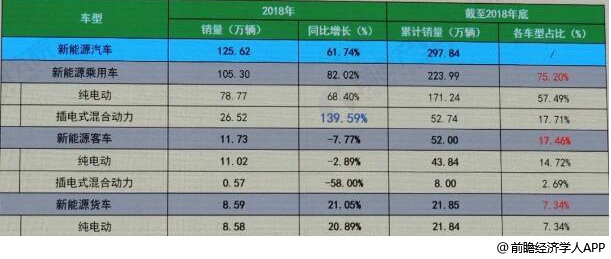 车型 2018年 截至2018年底
销量（万辆） 同比增长（%） 累计销量（万辆） 各车型占比（%）
新能源汽车 125.62 61.74% 297.84 /
新能源乘用车 105.30 82.02% 223.99 75.20%
纯电动 78.77 68.40% 171.24 57.49%
插电式混合动力 26.52 139.59% 52.74 17.71%
新能源客车 11.73 -7.77% 52.00 17.46%
纯电动 11.02 -2.89% 43.84 14.72%
插电式混合动力 0.57 -58.00% 8.00 2.69%
新能源货车 8.59 21.05% 21.85 7.34%
纯电动 8.58 20.89% 21.84 7.34%
@前瞻经济学人APP